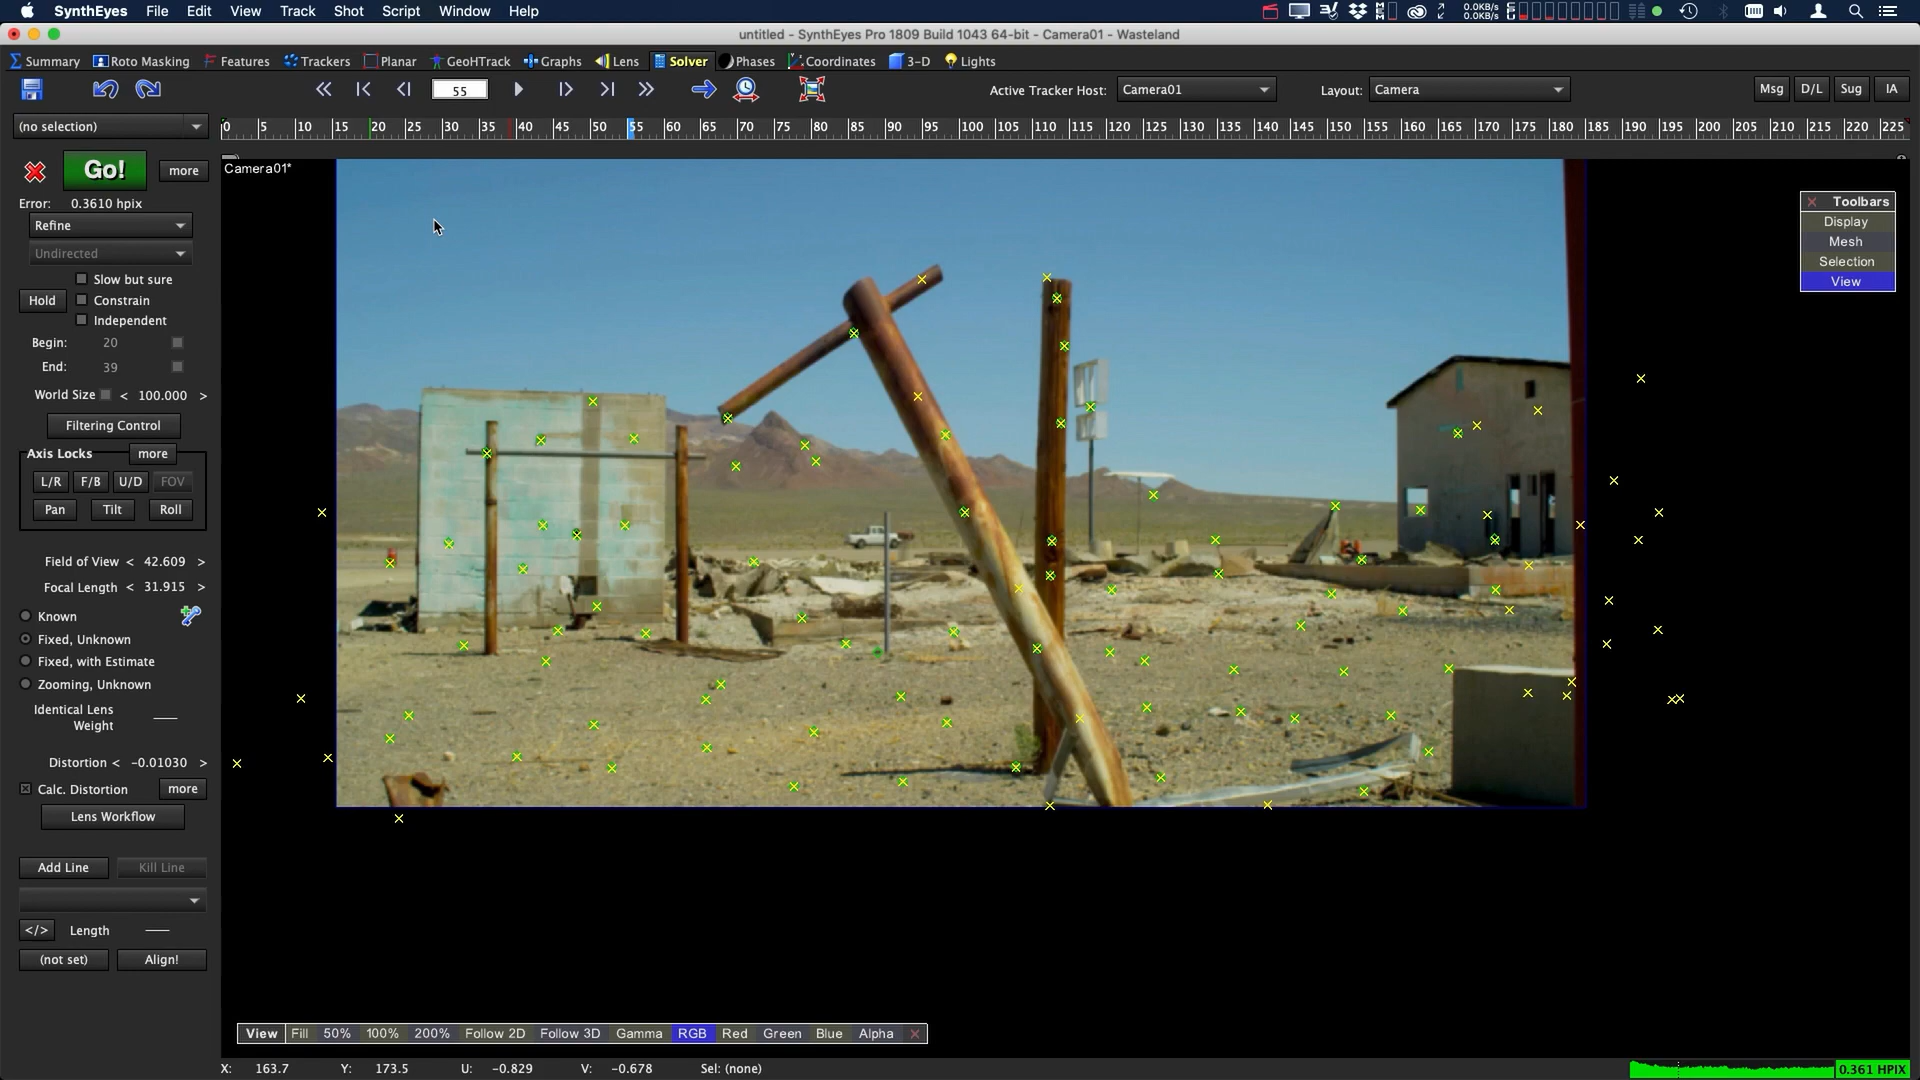 SynthEyes File Edit View Track Shot Script Window Help 0.0KB/s 0.0KB/s
untitled - SynthEyes Pro 1809 Build 1043 64-bit - Camera01 - Wasteland
Summary Roto Masking Features Trackers Planar GeoHTrack Graphs Lens Solver Phases Coordinates 3-D Lights
55 Active Tracker Host: Camera01 Layout: Camera Msg D/L Sug IA
(no selection) 0 5 10 15 20 25 30 35 40 45 50 55 60 65 70 75 80 85 90 95 100 105 110 115 120 125 130 135 140 145 150 155 160 165 170 175 180 185 190 195 200 205 210 215 220 225
Go! more
Camera01*
Error: 0.3610 hpix
Refine
Undirected
Slow but sure
Hold Constrain
Independent
Begin: 20
End: 39
World Size < 100.000 >
Filtering Control
Axis Locks more
L/R F/B U/D FOV
Pan Tilt Roll
Field of View < 42.609 >
Focal Length < 31.915 >
Known
Fixed, Unknown
Fixed, with Estimate
Zooming, Unknown
Identical Lens
Weight
Distortion < -0.01030 >
Calc. Distortion more
Lens Workflow
Add Line Kill Line
</> Length
(not set) Align!
Toolbars
Display
Mesh
Selection
View
View Fill 50% 100% 200% Follow 2D Follow 3D Gamma RGB Red Green Blue Alpha
X: 163.7 Y: 173.5 U: -0.829 V: -0.678 Sel: (none) 0.361 HPIX